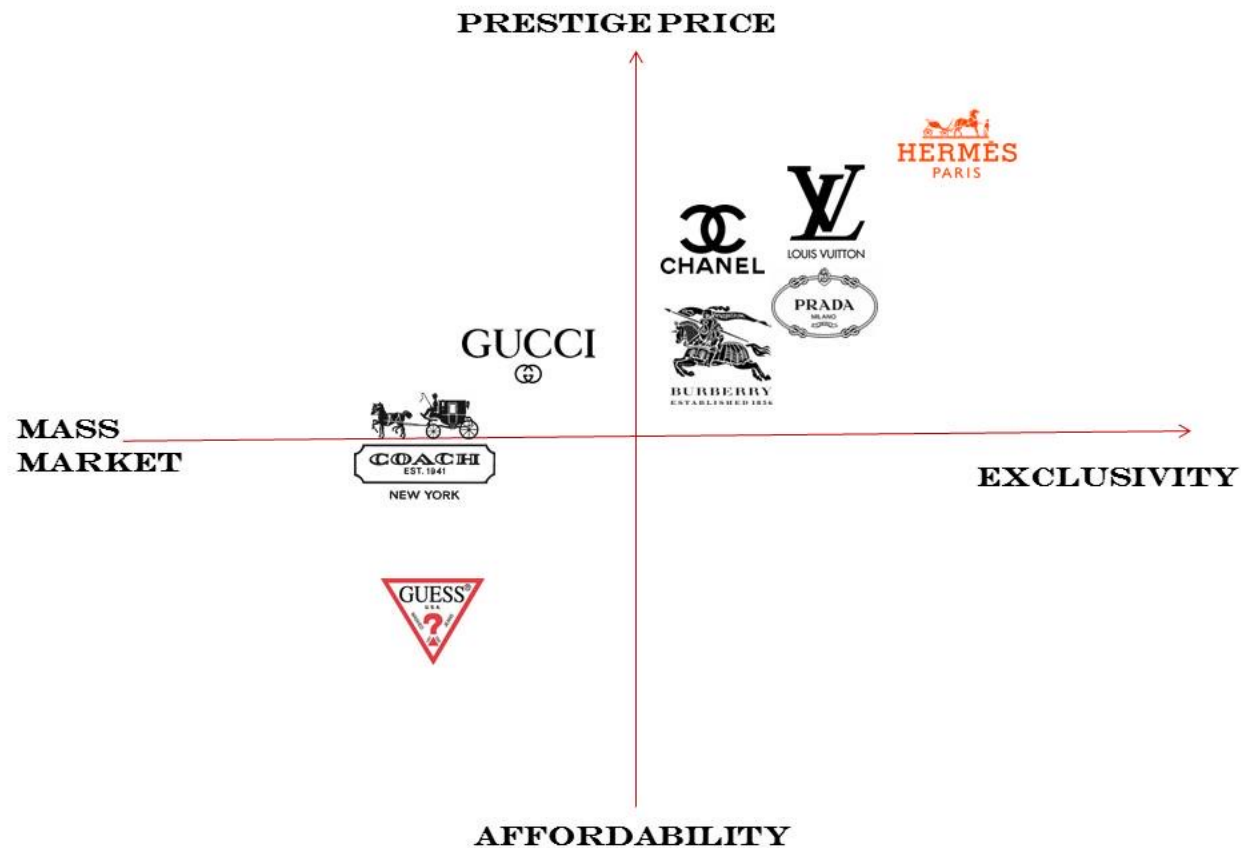 PRESTIGE PRICE
HERMÈS
PARIS
LV
LOUIS VUITTON
CHANEL
PRADA
MILANO
GUCCI
BURBERRY
ESTABLISHED 1856
MASS
MARKET
COACH
EST. 1941
NEW YORK
EXCLUSIVITY
GUESS®
U.S.A.
?
AFFORDABILITY